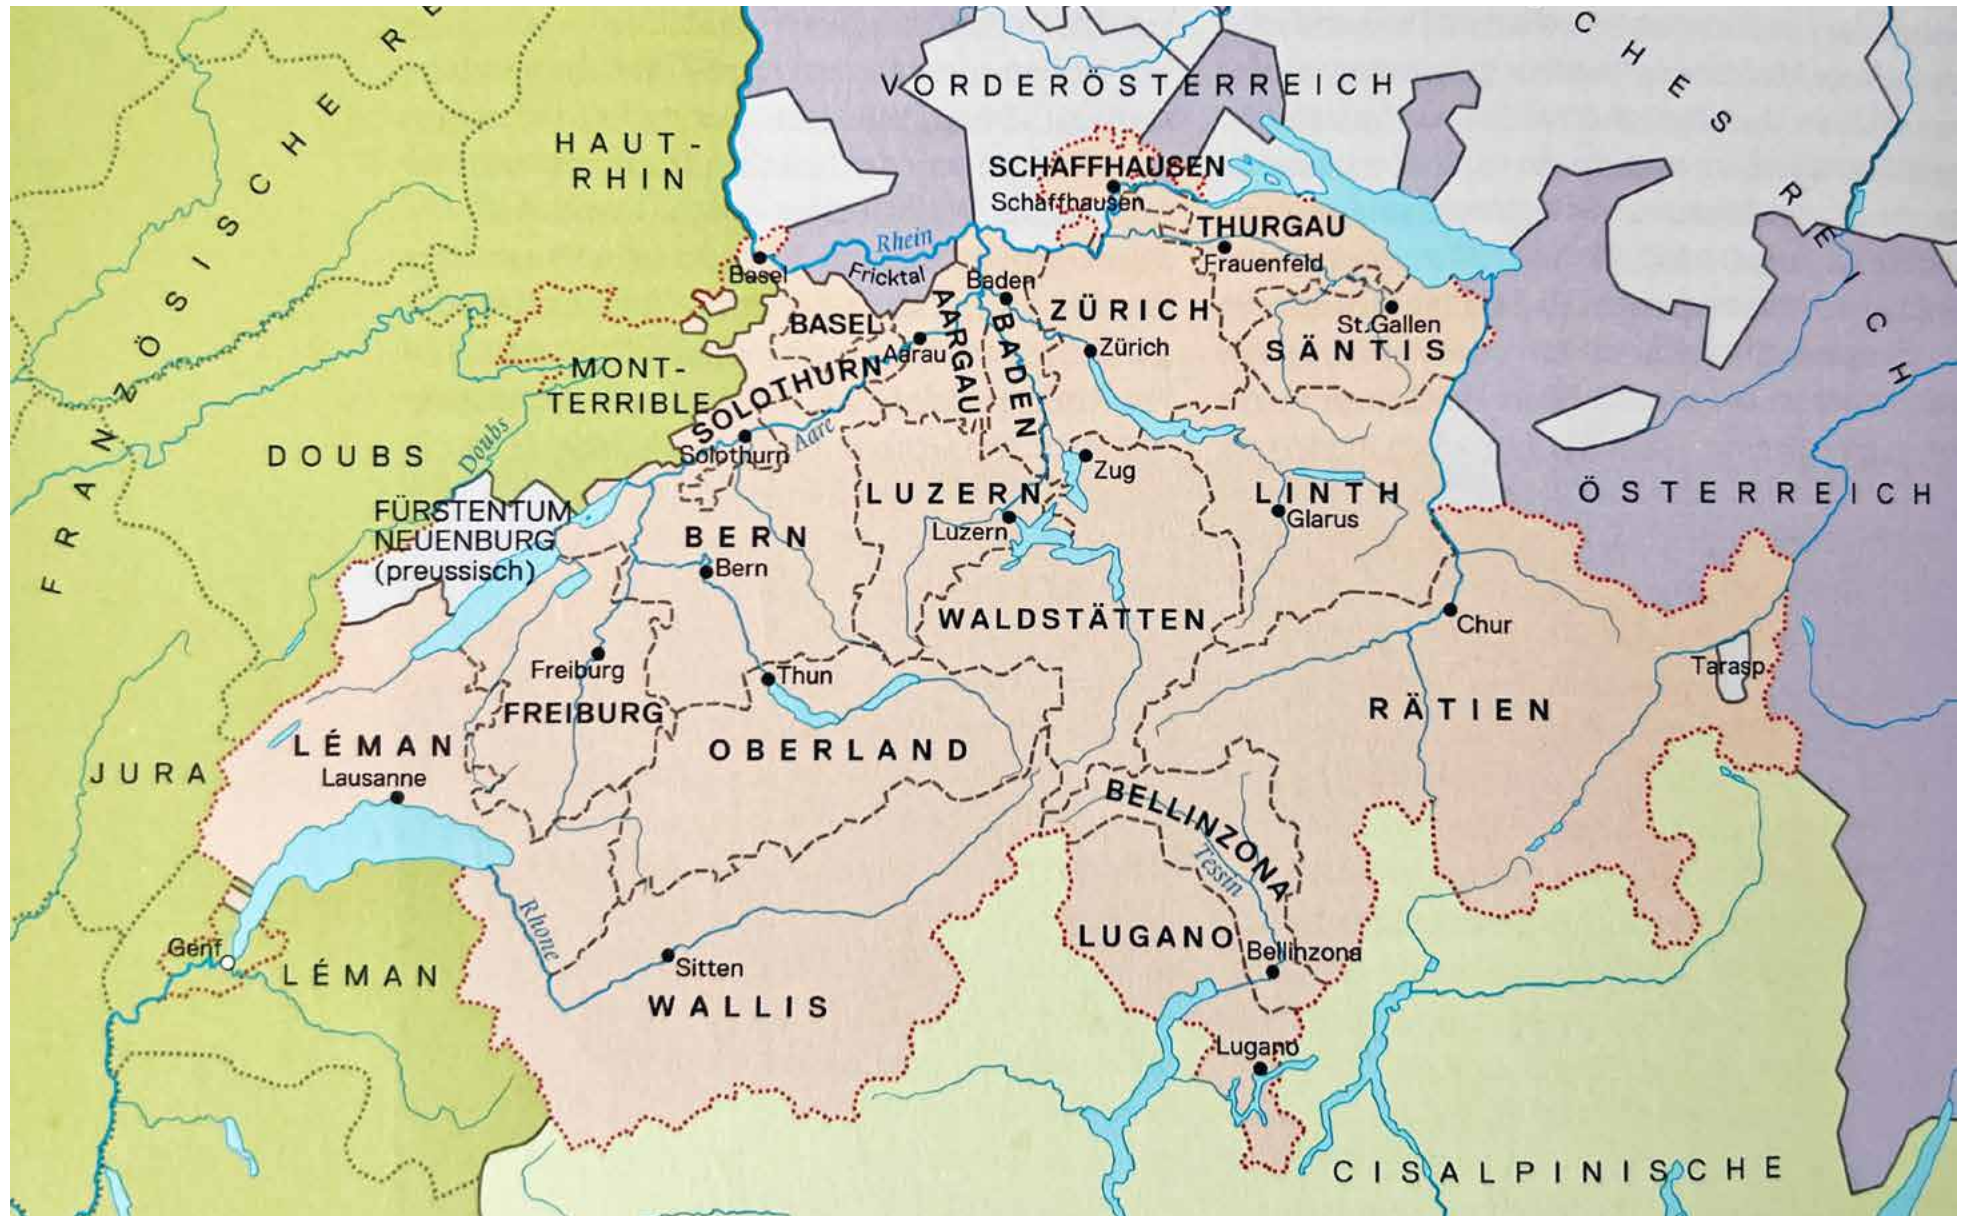 FRANZÖSISCHE RE
CHES REICH
VORDERÖSTERREICH
HAUT-
RHIN
SCHAFFHAUSEN
Schaffhausen
THURGAU
Frauenfeld
Rhein
Basel
Fricktal
Baden
BASEL
AARGAU
BADEN
ZÜRICH
St.Gallen
Aarau
Zürich
SÄNTIS
MONT-
TERRIBLE
SOLOTHURN
Solothurn
Aare
DOUBS
Doubs
Zug
LUZERN
LINTH
ÖSTERREICH
FÜRSTENTUM
NEUENBURG
(preussisch)
Luzern
Glarus
BERN
Bern
WALDSTÄTTEN
Chur
Freiburg
Thun
Tarasp
FREIBURG
RÄTIEN
LÉMAN
OBERLAND
JURA
Lausanne
BELLINZONA
Tessin
Rhone
LUGANO
Genf
LÉMAN
Sitten
Bellinzona
WALLIS
Lugano
CISALPINISCHE